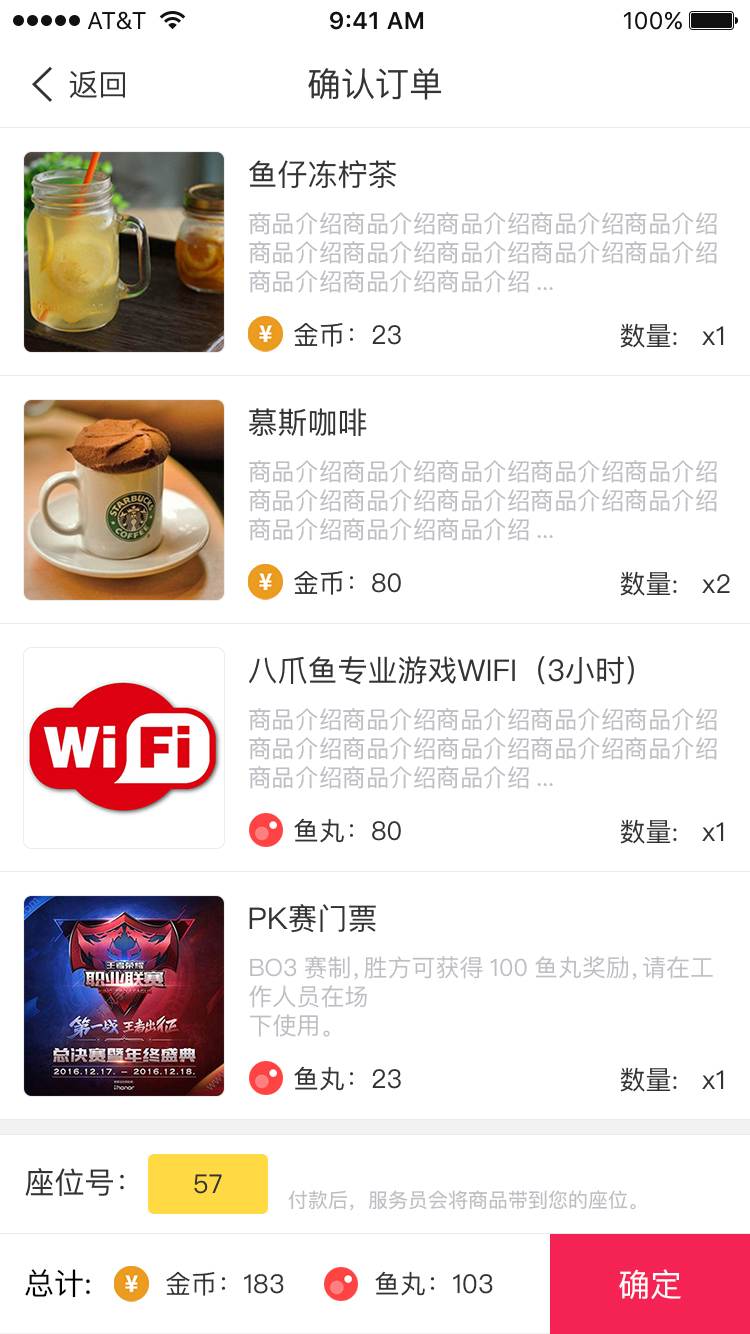 AT&T 9:41 AM 100%
返回 确认订单
鱼仔冻柠茶
商品介绍商品介绍商品介绍商品介绍商品介绍
商品介绍商品介绍商品介绍商品介绍商品介绍
商品介绍商品介绍商品介绍 ...
¥ 金币：23 数量: x1
STARBUCKS
COFFEE
慕斯咖啡
商品介绍商品介绍商品介绍商品介绍商品介绍
商品介绍商品介绍商品介绍商品介绍商品介绍
商品介绍商品介绍商品介绍 ...
¥ 金币：80 数量: x2
WiFi
八爪鱼专业游戏WIFI（3小时）
商品介绍商品介绍商品介绍商品介绍商品介绍
商品介绍商品介绍商品介绍商品介绍商品介绍
商品介绍商品介绍商品介绍 ...
鱼丸：80 数量: x1
王者荣耀
职业联赛
第一战 王者出征
总决赛暨年终盛典
2016.12.17. — 2016.12.18.
honor
PK赛门票
BO3 赛制, 胜方可获得 100 鱼丸奖励, 请在工
作人员在场
下使用。
鱼丸：23 数量: x1
座位号： 57 付款后，服务员会将商品带到您的座位。
总计: ¥ 金币：183 鱼丸：103 确定